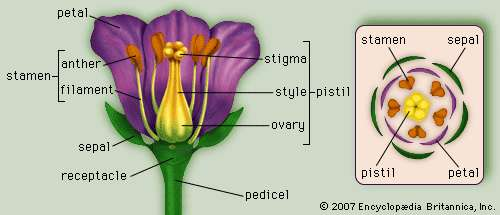 petal
stamen
anther
filament
sepal
receptacle
pedicel
stigma
style
pistil
ovary
stamen
sepal
pistil
petal
© 2007 Encyclopædia Britannica, Inc.